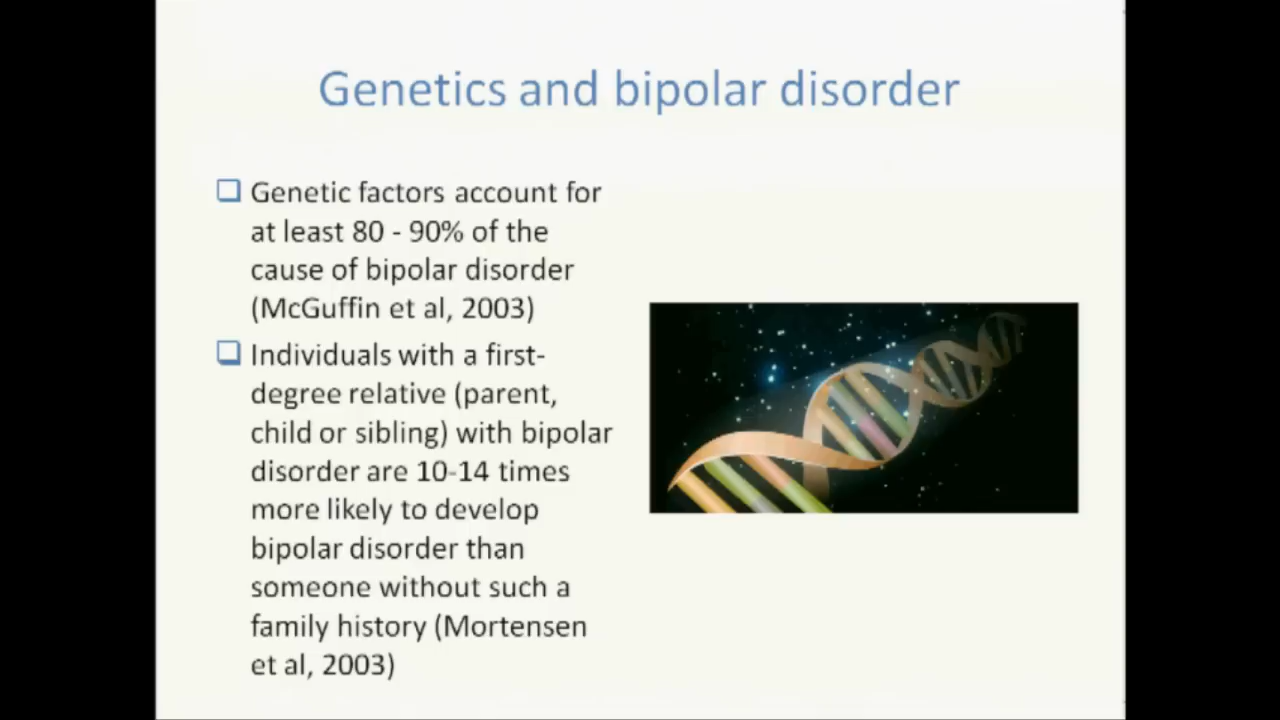 Genetics and bipolar disorder
Genetic factors account for
at least 80 - 90% of the
cause of bipolar disorder
(McGuffin et al, 2003)
Individuals with a first-
degree relative (parent,
child or sibling) with bipolar
disorder are 10-14 times
more likely to develop
bipolar disorder than
someone without such a
family history (Mortensen
et al, 2003)